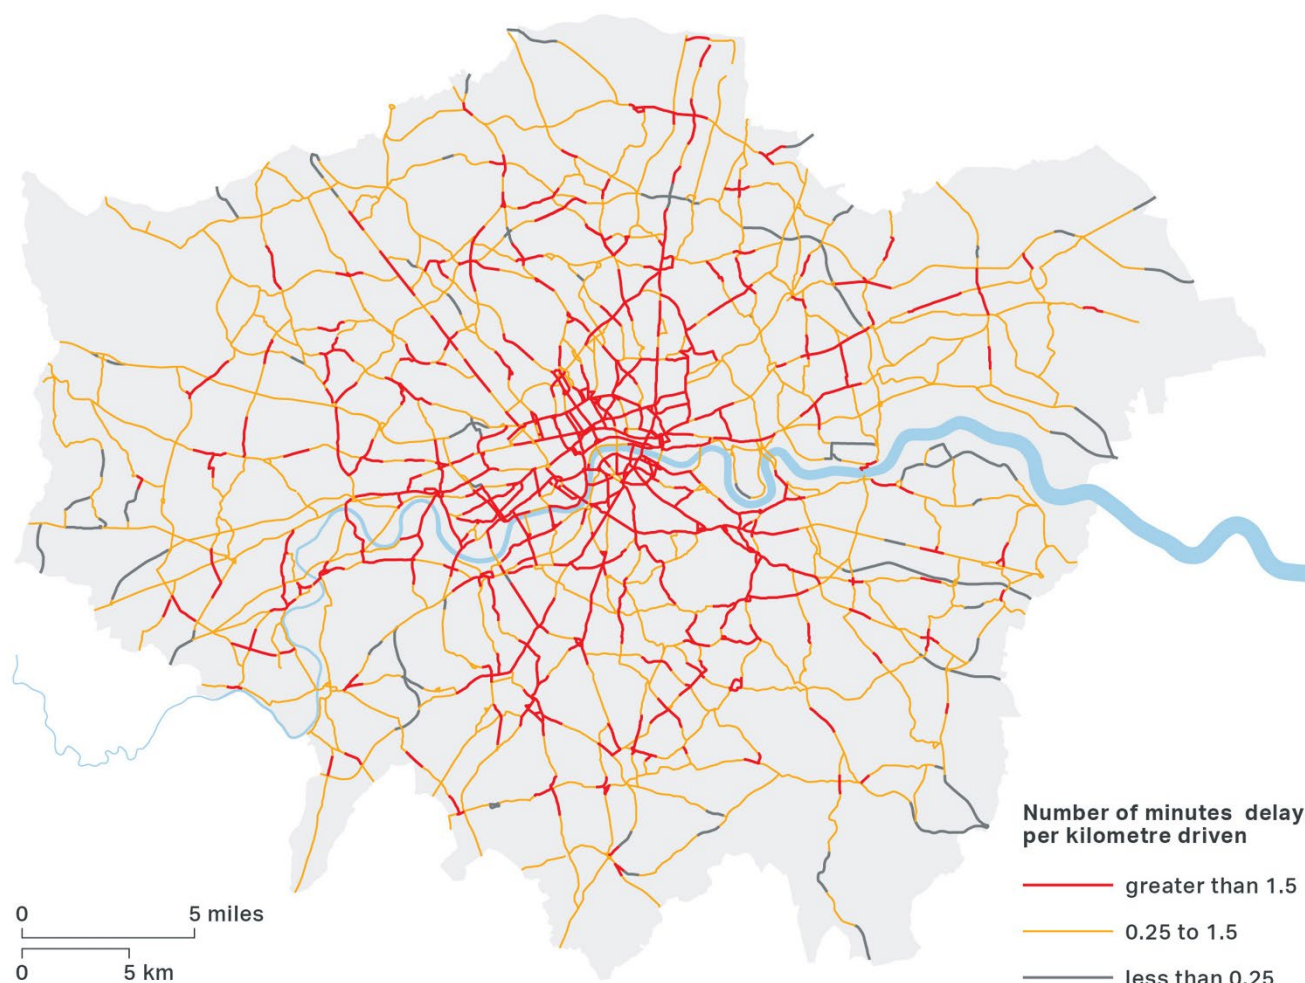 Number of minutes delay
per kilometre driven
greater than 1.5
0.25 to 1.5
less than 0.25
0 5 miles
0 5 km